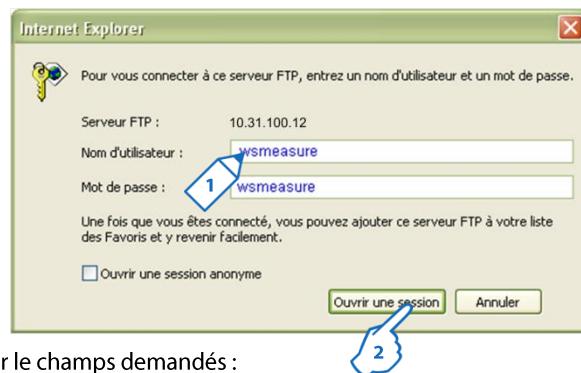 Internet Explorer
Pour vous connecter à ce serveur FTP, entrez un nom d'utilisateur et un mot de passe.
Serveur FTP : 10.31.100.12
Nom d'utilisateur : wsmeasure
Mot de passe : 1 wsmeasure
Une fois que vous êtes connecté, vous pouvez ajouter ce serveur FTP à votre liste
des Favoris et y revenir facilement.
Ouvrir une session anonyme
Ouvrir une session Annuler
2
r le champs demandés :